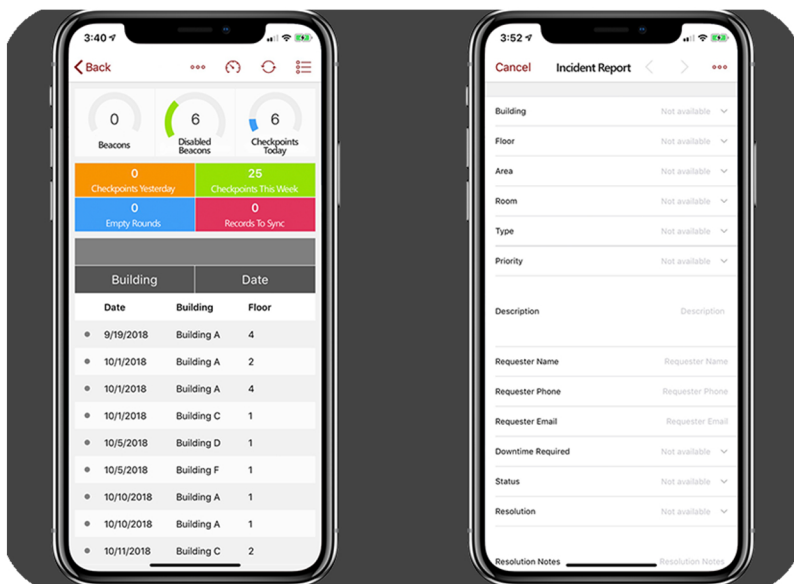 3:40
Back
0
6
6
Beacons
Disabled
Beacons
Checkpoints
Today
0
Checkpoints Yesterday
25
Checkpoints This Week
0
Empty Rounds
0
Records To Sync
Building
Date
Date Building Floor
9/19/2018 Building A 4
10/1/2018 Building A 2
10/1/2018 Building A 4
10/1/2018 Building C 1
10/5/2018 Building D 1
10/5/2018 Building F 1
10/10/2018 Building A 1
10/10/2018 Building A 1
10/11/2018 Building C 2
3:52
Cancel Incident Report
Building Not available
Floor Not available
Area Not available
Room Not available
Type Not available
Priority Not available
Description Description
Requester Name Requester Name
Requester Phone Requester Phone
Requester Email Requester Email
Downtime Required Not available
Status Not available
Resolution Not available
Resolution Notes Resolution Notes